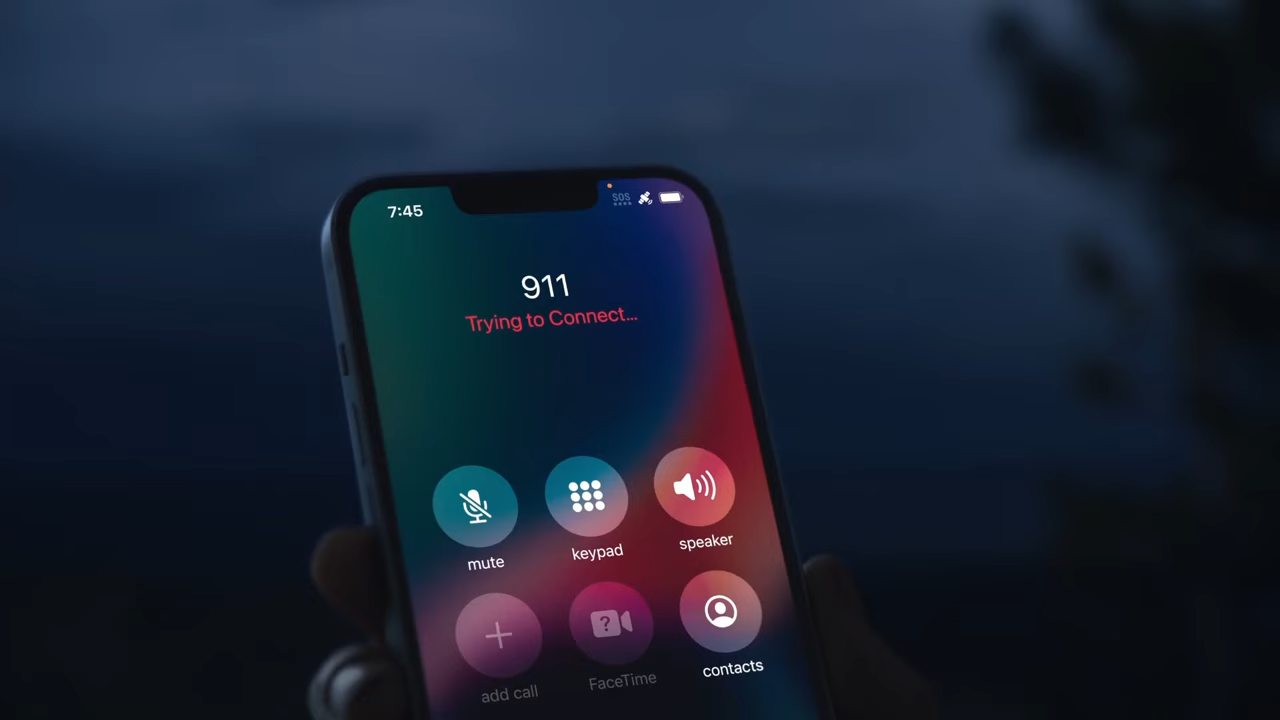 7:45
SOS
911
Trying to Connect...
mute
keypad
speaker
add call
FaceTime
contacts